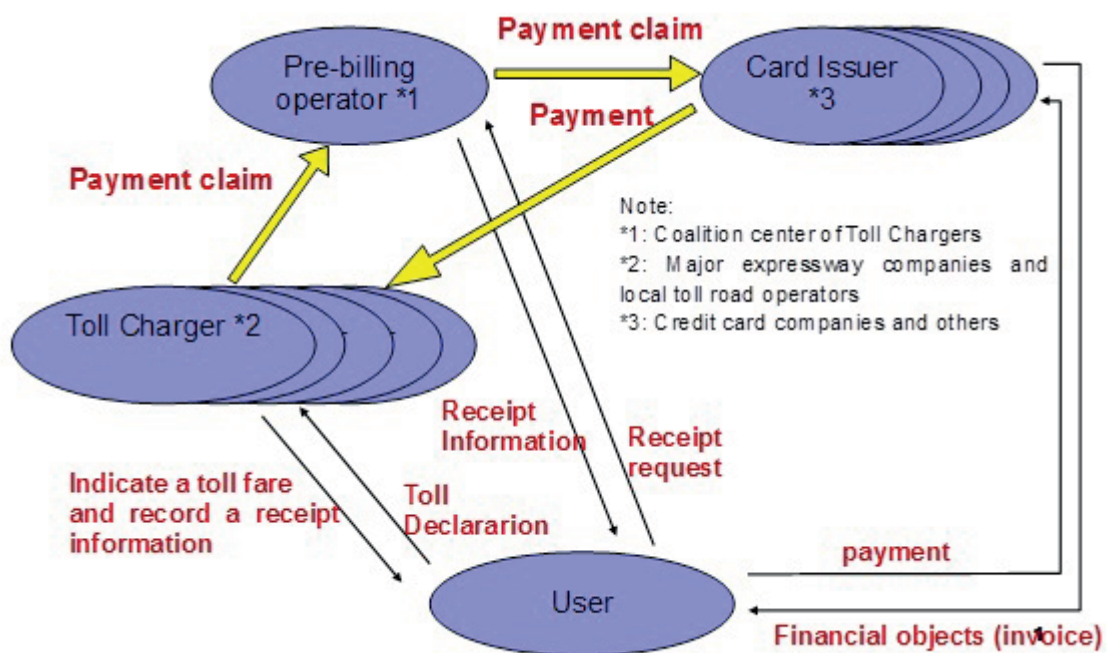 Payment claim
Pre-billing
operator *1
Card Issuer
*3
Payment
Payment claim
Note:
*1: Coalition center of Toll Chargers
*2: Major expressway companies and
local toll road operators
*3: Credit card companies and others
Toll Charger *2
Receipt
Information
Receipt
request
Indicate a toll fare
and record a receipt
information
Toll
Declararion
payment
User
Financial objects (invoice)